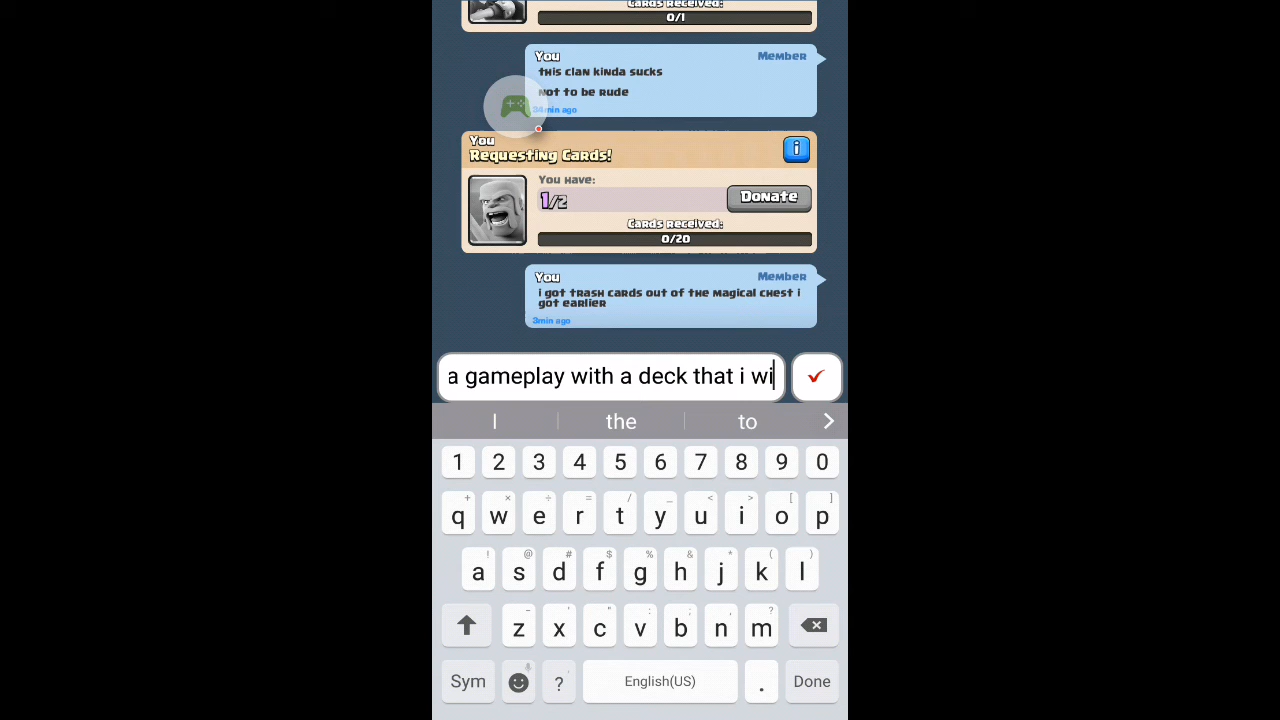 Cards Received:
0/1
You Member
this clan kinda sucks
not to be rude
34min ago
You
Requesting Cards!
i
You have:
1/2
Donate
Cards received:
0/20
You Member
i got trash cards out of the magical chest i
got earlier
3min ago
a gameplay with a deck that i wi
I the to
1 2 3 4 5 6 7 8 9 0
+ × ÷ = / _ < > [ ]
q w e r t y u i o p
! @ # $ % & * ( )
a s d f g h j k l
- ' " : ; , ?
z x c v b n m
Sym ? English(US) . Done